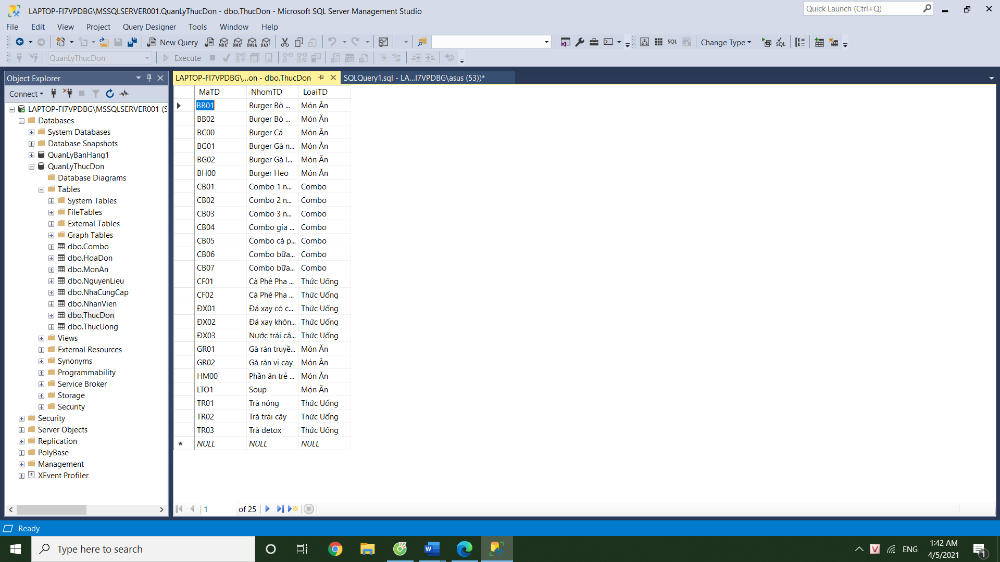 LAPTOP-FI7VPDBG\MSSQLSERVER001.QuanLyThucDon - dbo.ThucDon - Microsoft SQL Server Management Studio
Quick Launch (Ctrl+Q)
File Edit View Project Query Designer Tools Window Help
New Query MDX DMX XMLA DAX SQL Change Type SQL
QuanLyThucDon Execute
Object Explorer
Connect
LAPTOP-FI7VPDBG\MSSQLSERVER001 (S
Databases
System Databases
Database Snapshots
QuanLyBanHang1
QuanLyThucDon
Database Diagrams
Tables
System Tables
FileTables
External Tables
Graph Tables
dbo.Combo
dbo.HoaDon
dbo.MonAn
dbo.NguyenLieu
dbo.NhaCungCap
dbo.NhanVien
dbo.ThucDon
dbo.ThucUong
Views
External Resources
Synonyms
Programmability
Service Broker
Storage
Security
Security
Server Objects
Replication
PolyBase
Management
XEvent Profiler
LAPTOP-FI7VPDBG\...on - dbo.ThucDon SQLQuery1.sql - LA...I7VPDBG\asus (53))*
MaTD NhomTD LoaiTD
BB01 Burger Bò ... Món Ăn
BB02 Burger Bò ... Món Ăn
BC00 Burger Cá Món Ăn
BG01 Burger Gà n... Món Ăn
BG02 Burger Gà l... Món Ăn
BH00 Burger Heo Món Ăn
CB01 Combo 1 n... Combo
CB02 Combo 2 n... Combo
CB03 Combo 3 n... Combo
CB04 Combo gia ... Combo
CB05 Combo cà p... Combo
CB06 Combo bữa... Combo
CB07 Combo bữa... Combo
CF01 Cà Phê Pha ... Thức Uống
CF02 Cà Phê Pha ... Thức Uống
ĐX01 Đá xay có c... Thức Uống
ĐX02 Đá xay khôn... Thức Uống
ĐX03 Nước trái câ... Thức Uống
GR01 Gà rán truyề... Món Ăn
GR02 Gà rán vị cay Món Ăn
HM00 Phần ăn trẻ ... Món Ăn
LTO1 Soup Món Ăn
TR01 Trà nóng Thức Uống
TR02 Trà trái cây Thức Uống
TR03 Trà detox Thức Uống
NULL NULL NULL
1 of 25
Ready
Type here to search
ENG
1:42 AM
4/5/2021
1